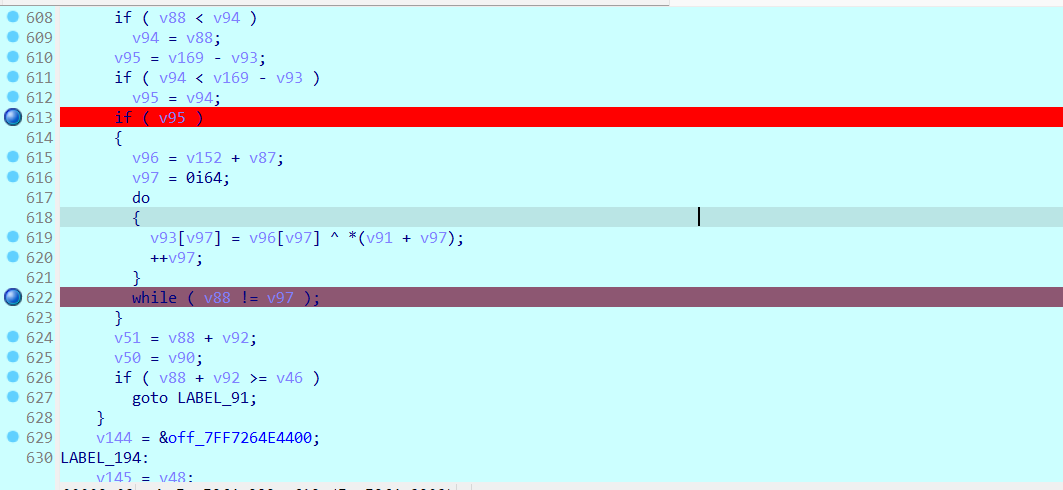 608 if ( v88 < v94 )
609 v94 = v88;
610 v95 = v169 - v93;
611 if ( v94 < v169 - v93 )
612 v95 = v94;
613 if ( v95 )
614 {
615 v96 = v152 + v87;
616 v97 = 0i64;
617 do
618 {
619 v93[v97] = v96[v97] ^ *(v91 + v97);
620 ++v97;
621 }
622 while ( v88 != v97 );
623 }
624 v51 = v88 + v92;
625 v50 = v90;
626 if ( v88 + v92 >= v46 )
627 goto LABEL_91;
628 }
629 v144 = &off_7FF7264E4400;
630 LABEL_194:
v145 = v48;